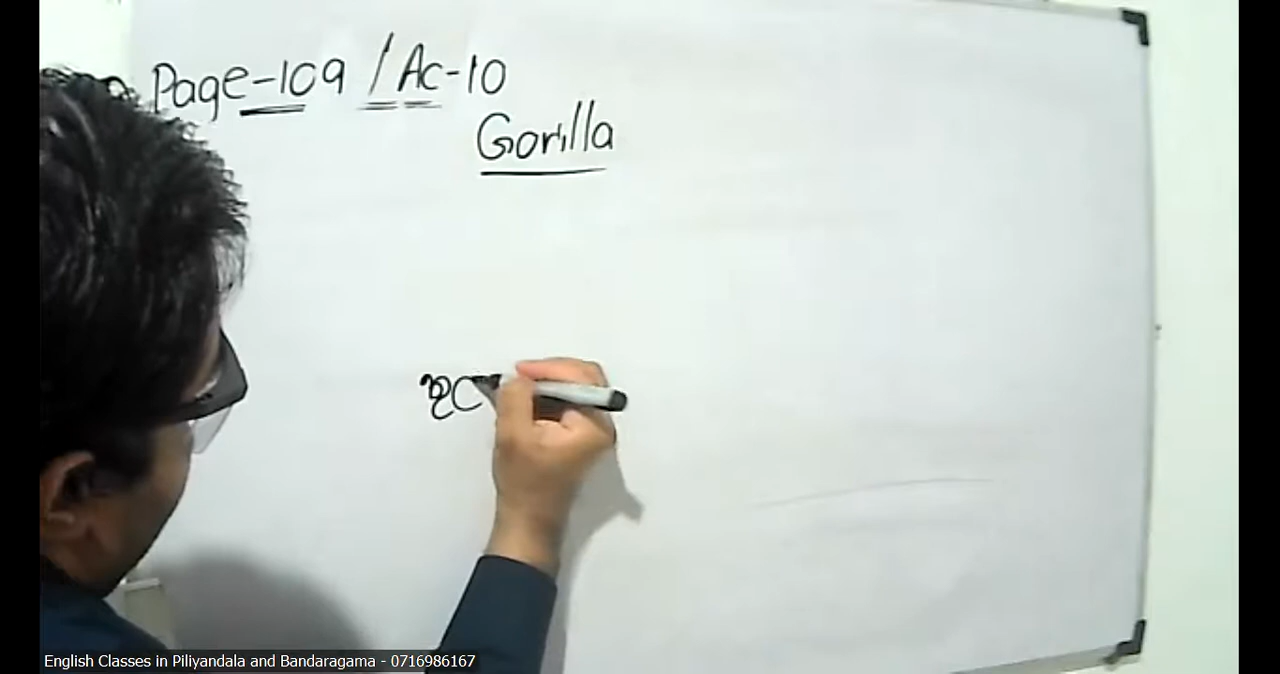 Page-109 / Ac-10
Gorilla
English Classes in Piliyandala and Bandaragama - 0716986167